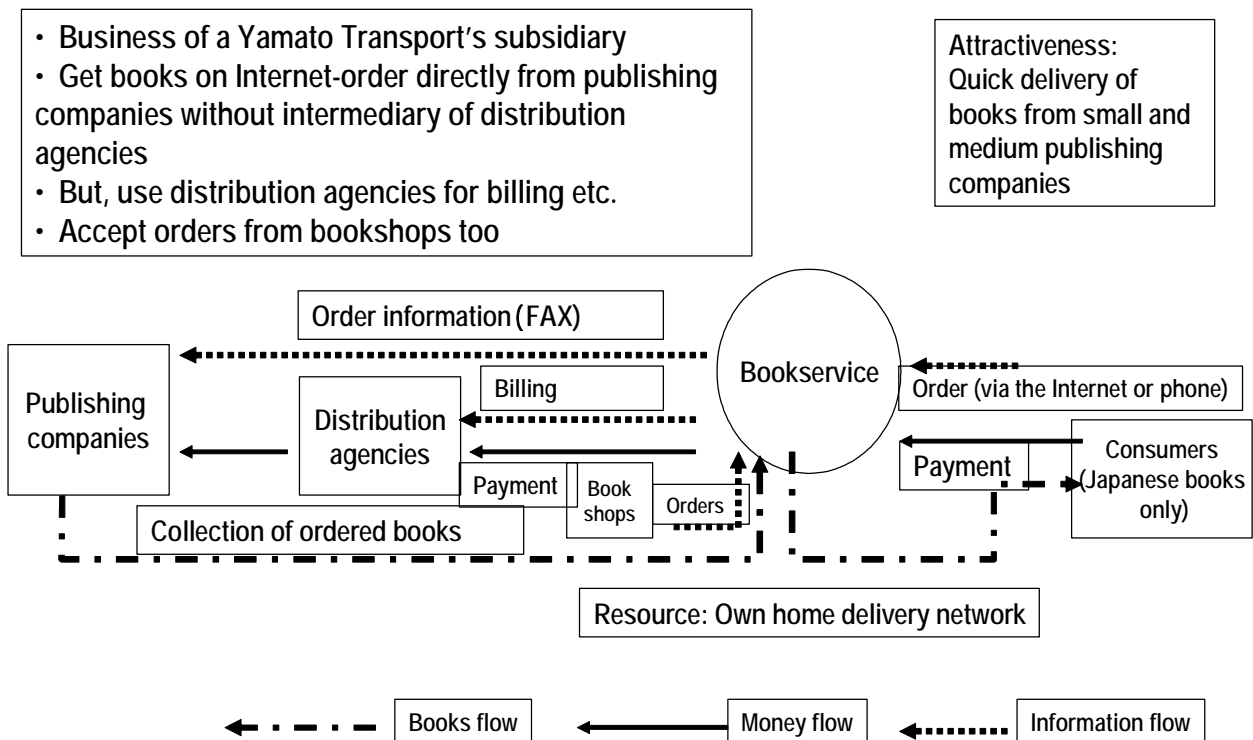 ・ Business of a Yamato Transport's subsidiary
・ Get books on Internet-order directly from publishing
companies without intermediary of distribution
agencies
・ But, use distribution agencies for billing etc.
・ Accept orders from bookshops too
Attractiveness:
Quick delivery of
books from small and
medium publishing
companies
Order information (FAX)
Bookservice
Publishing
companies
Distribution
agencies
Billing
Order (via the Internet or phone)
Payment
Book
shops
Orders
Payment
Consumers
(Japanese books
only)
Collection of ordered books
Resource: Own home delivery network
Books flow
Money flow
Information flow